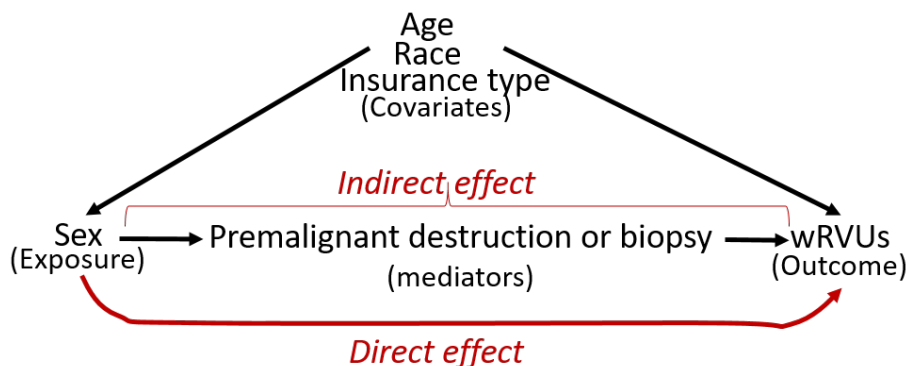 Age
Race
Insurance type
(Covariates)
Indirect effect
Sex
Premalignant destruction or biopsy
wRVUs
(Exposure)
(mediators)
(Outcome)
Direct effect